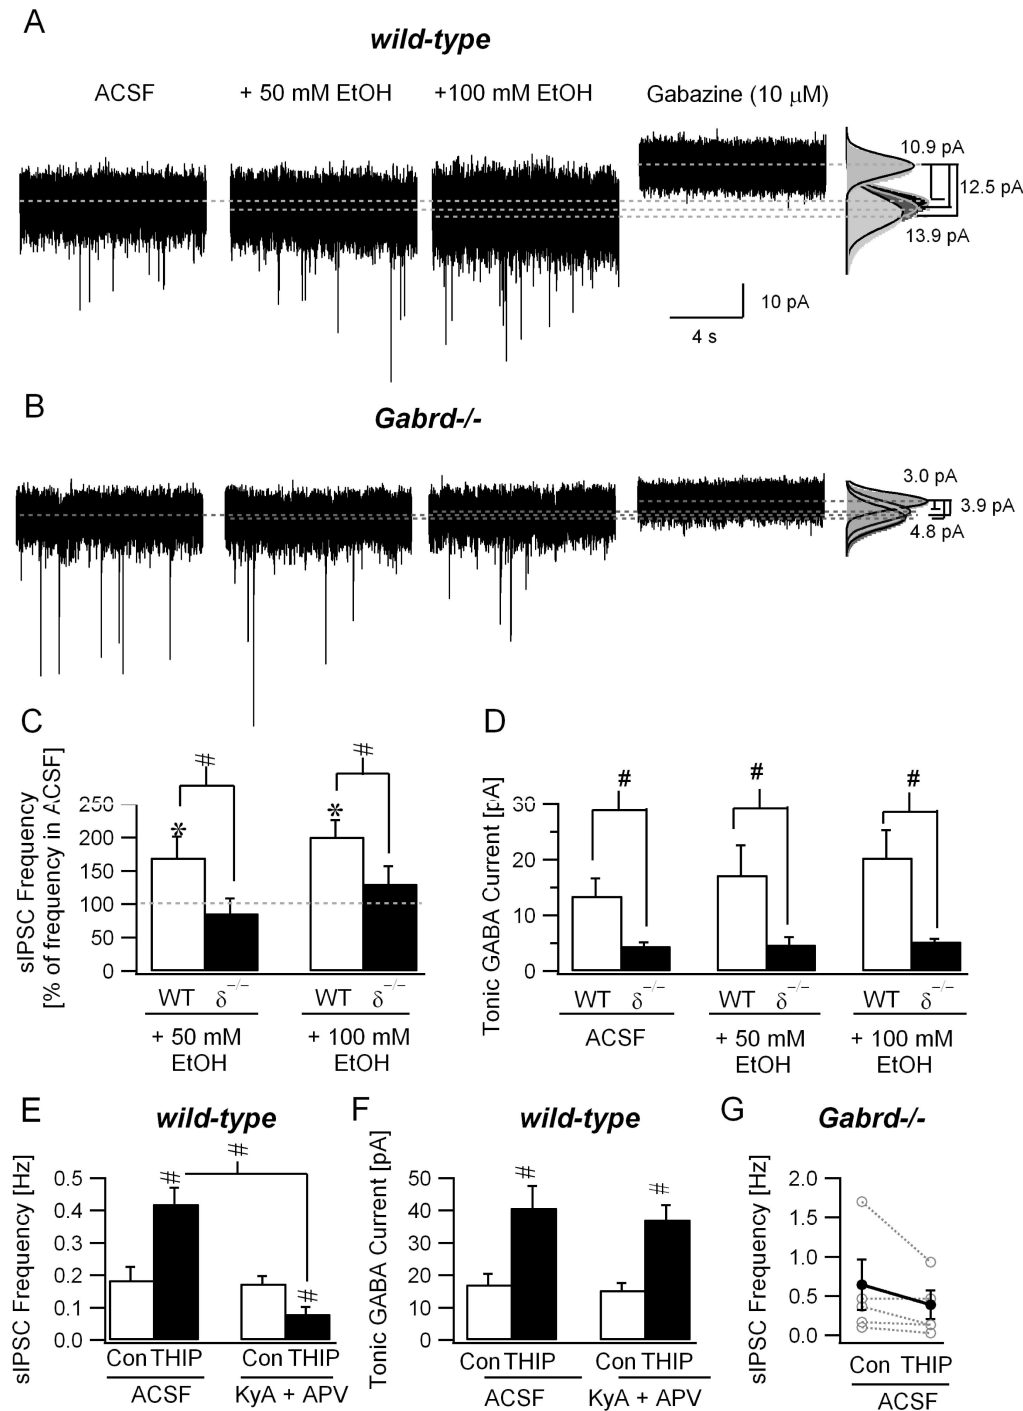 A
wild-type
ACSF
+ 50 mM EtOH
+100 mM EtOH
Gabazine (10 μM)
10.9 pA
12.5 pA
13.9 pA
10 pA
4 s
B
Gabrd-/-
3.0 pA
3.9 pA
4.8 pA
C
sIPSC Frequency
[% of frequency in ACSF]
250
200
150
100
50
0
#
#
*
*
WT δ⁻/⁻
WT δ⁻/⁻
+ 50 mM
EtOH
+ 100 mM
EtOH
D
Tonic GABA Current [pA]
30
20
10
0
#
#
#
WT δ⁻/⁻
WT δ⁻/⁻
WT δ⁻/⁻
ACSF
+ 50 mM
EtOH
+ 100 mM
EtOH
E
wild-type
sIPSC Frequency [Hz]
0.5
0.4
0.3
0.2
0.1
0.0
#
#
#
Con THIP
Con THIP
ACSF
KyA + APV
F
wild-type
Tonic GABA Current [pA]
50
40
30
20
10
0
#
#
Con THIP
Con THIP
ACSF
KyA + APV
G
Gabrd-/-
sIPSC Frequency [Hz]
2.0
1.5
1.0
0.5
0.0
Con THIP
ACSF